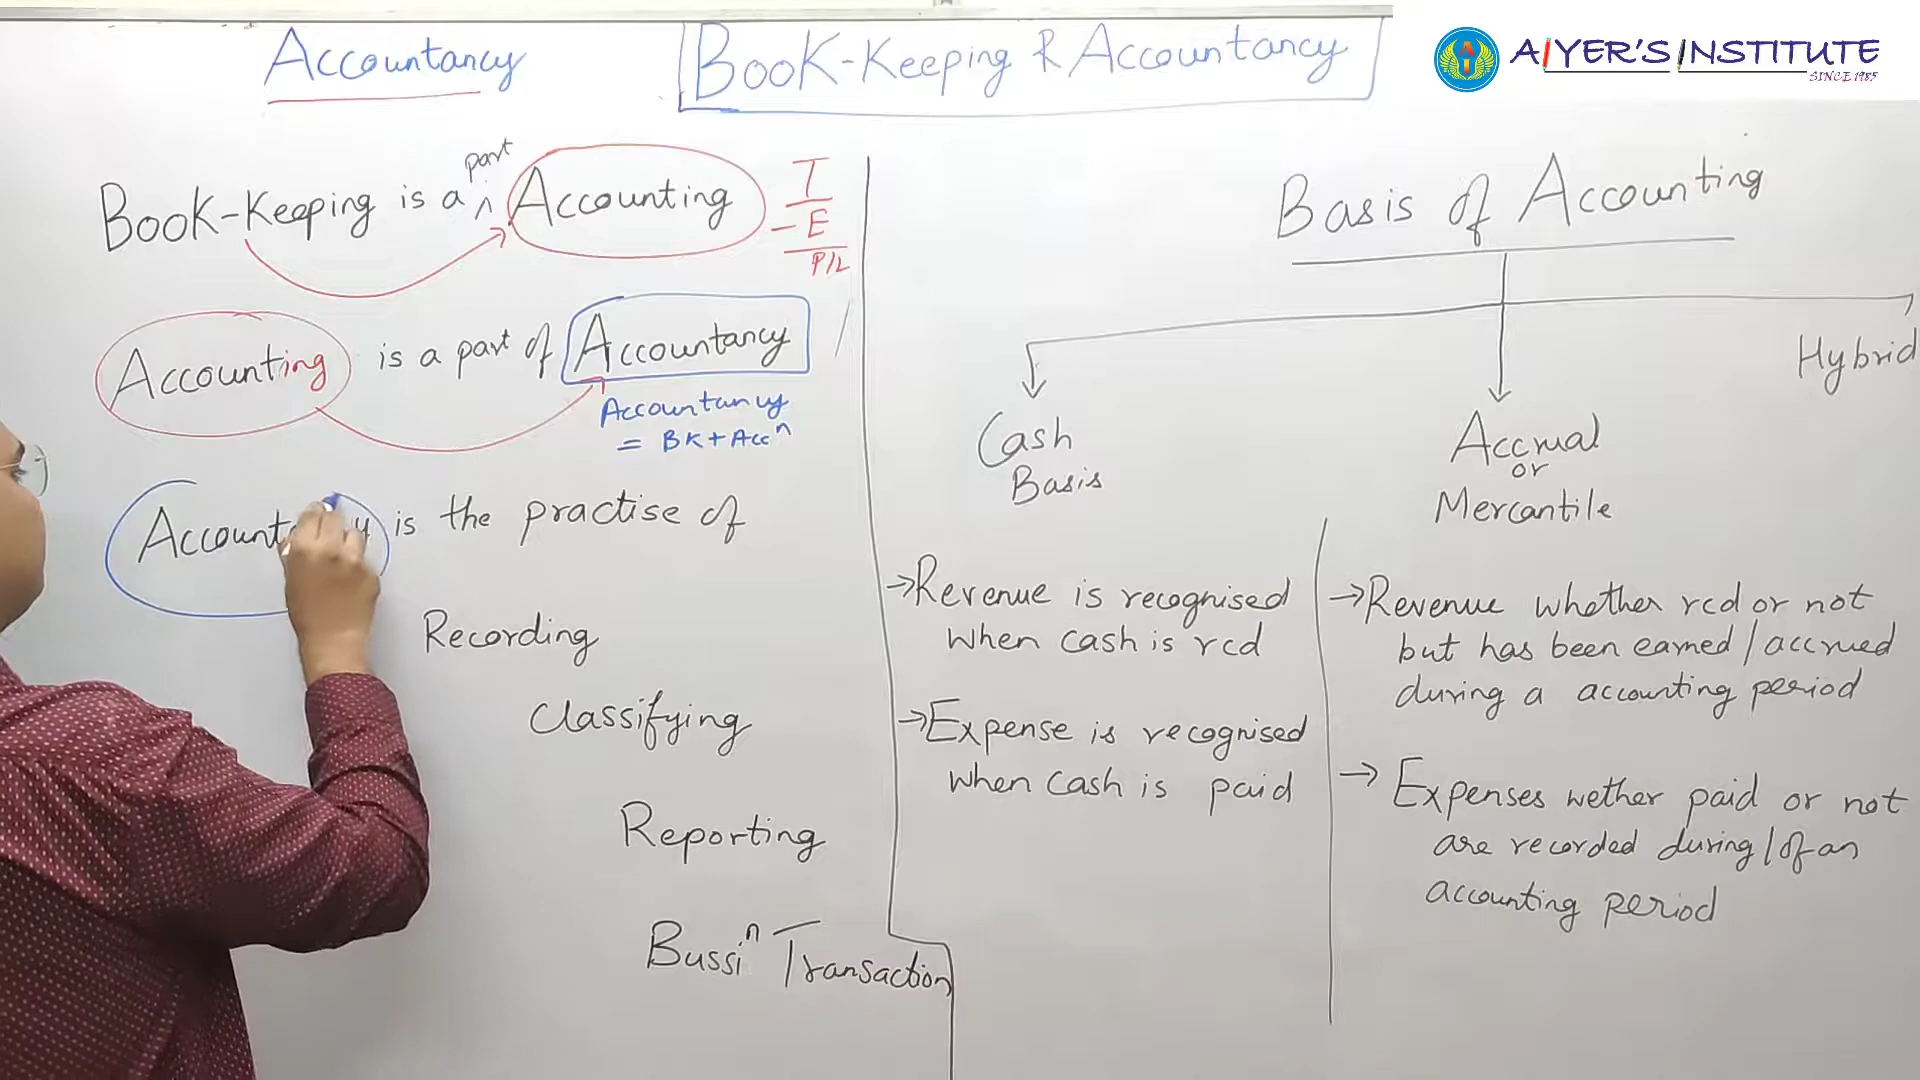 Accountancy
Book-Keeping & Accountancy
AIYER'S INSTITUTE
SINCE 1985
part
Book-Keeping is a ^ Accounting
T
- E
P/L
Accounting is a part of Accountancy
Accountancy
= BK + Accⁿ
is the practise of
Recording
Classifying
Reporting
Bussiⁿ Transaction
Basis of Accounting
Cash
Basis
Accrual
or
Mercantile
Hybrid
→ Revenue is recognised
when cash is rcd
→ Expense is recognised
when cash is paid
→ Revenue whether rcd or not
but has been earned/accrued
during a accounting period
→ Expenses wether paid or not
are recorded during/of an
accounting period